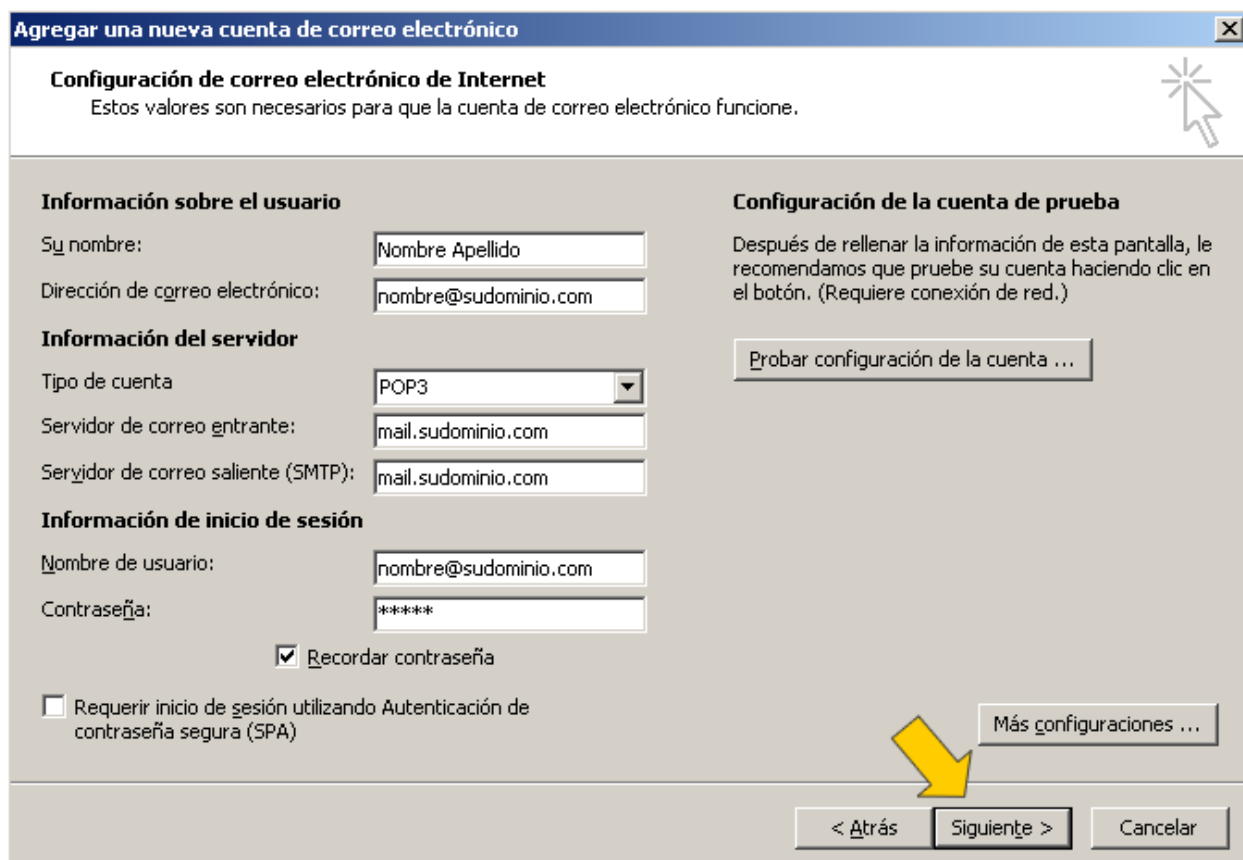 Agregar una nueva cuenta de correo electrónico
Configuración de correo electrónico de Internet
Estos valores son necesarios para que la cuenta de correo electrónico funcione.
Información sobre el usuario
Su nombre:
Nombre Apellido
Dirección de correo electrónico:
nombre@sudominio.com
Información del servidor
Tipo de cuenta
POP3
Servidor de correo entrante:
mail.sudominio.com
Servidor de correo saliente (SMTP):
mail.sudominio.com
Información de inicio de sesión
Nombre de usuario:
nombre@sudominio.com
Contraseña:
*****
Recordar contraseña
Requerir inicio de sesión utilizando Autenticación de
contraseña segura (SPA)
Configuración de la cuenta de prueba
Después de rellenar la información de esta pantalla, le
recomendamos que pruebe su cuenta haciendo clic en
el botón. (Requiere conexión de red.)
Probar configuración de la cuenta ...
Más configuraciones ...
< Atrás
Siguiente >
Cancelar